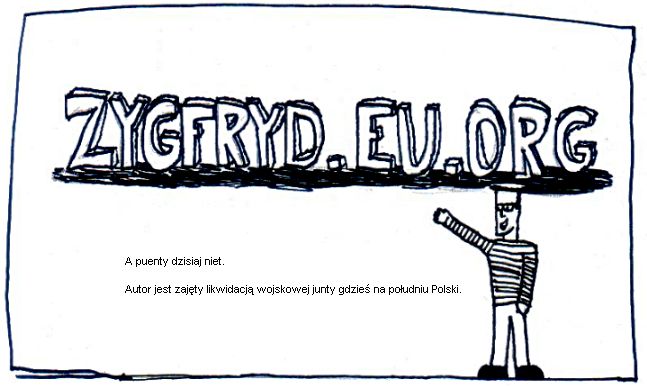 ZYGFRYD.EU.ORG
A puenty dzisiaj niet.
Autor jest zajęty likwidacją wojskowej junty gdzieś na południu Polski.